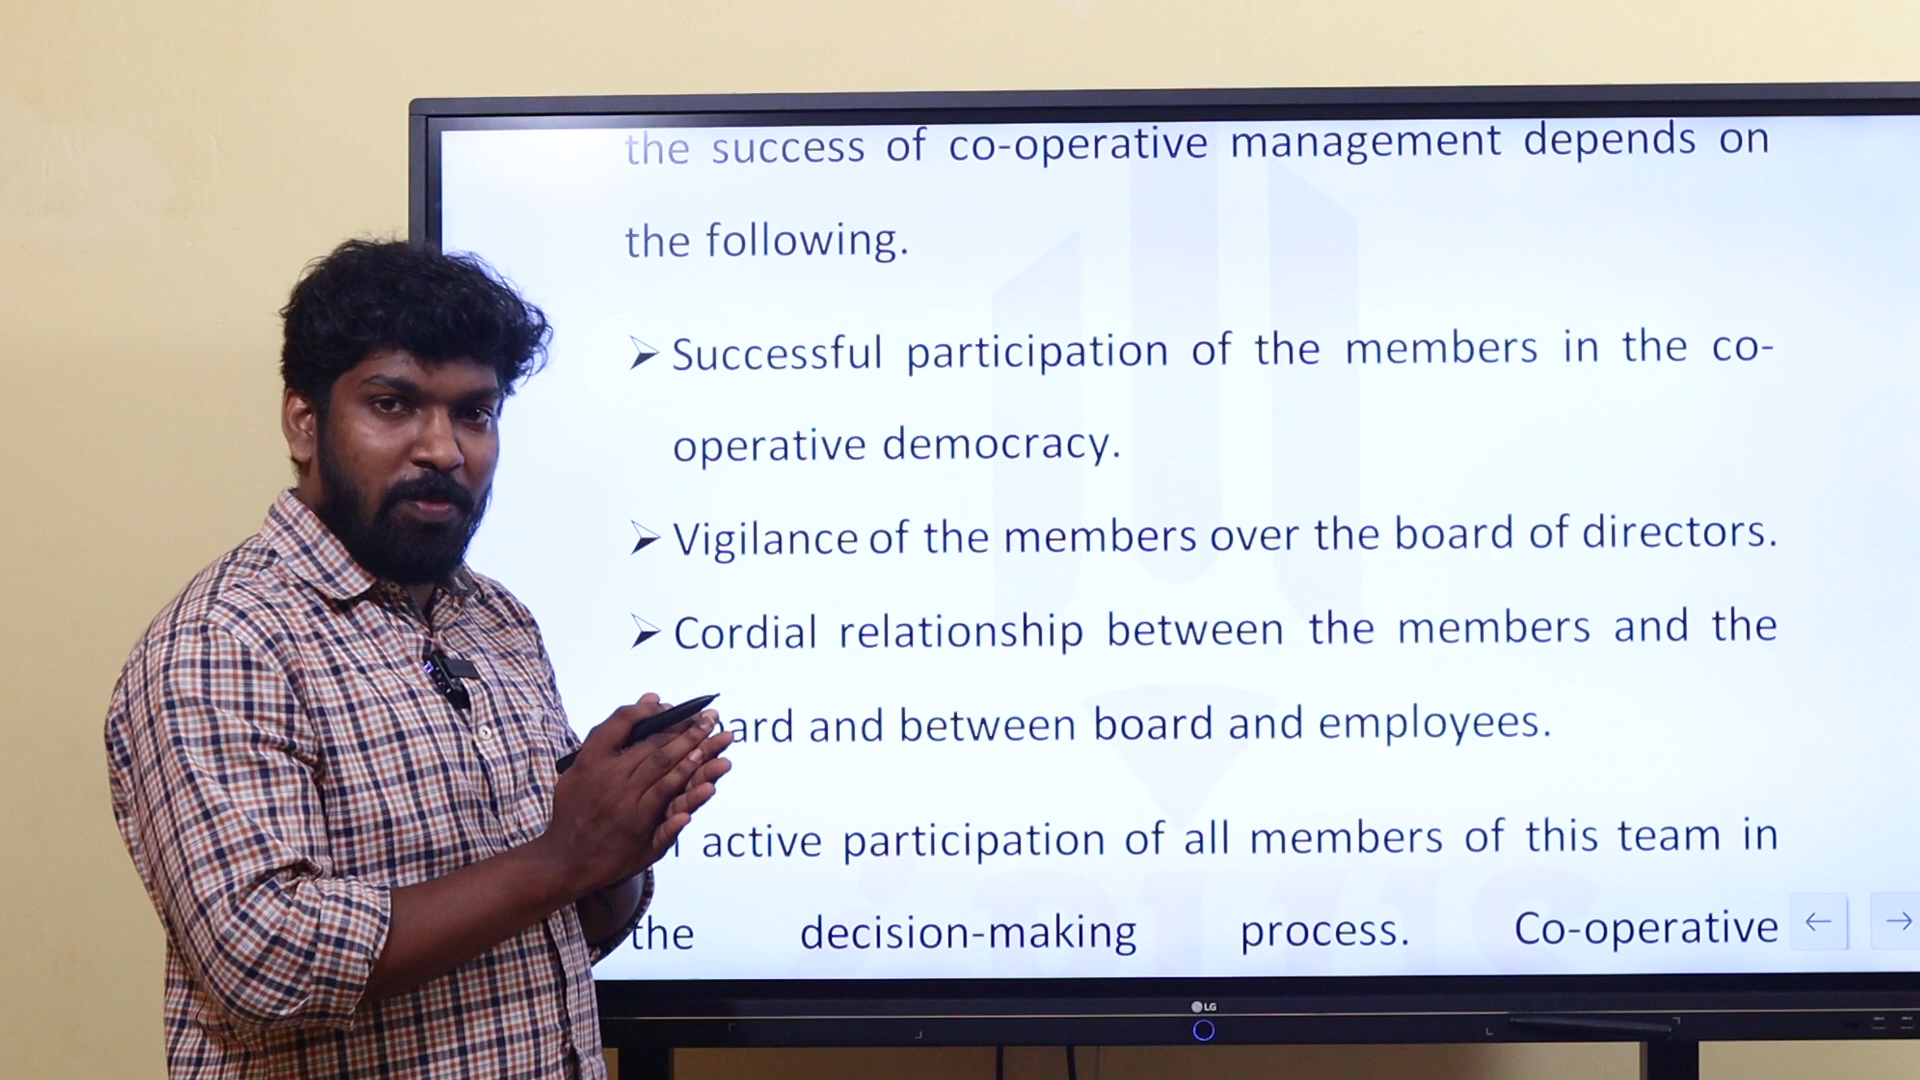 the success of co-operative management depends on
the following.
➢ Successful participation of the members in the co-
operative democracy.
➢ Vigilance of the members over the board of directors.
➢ Cordial relationship between the members and the
and between board and employees.
active participation of all members of this team in
the decision-making process. Co-operative
PLUS
LG